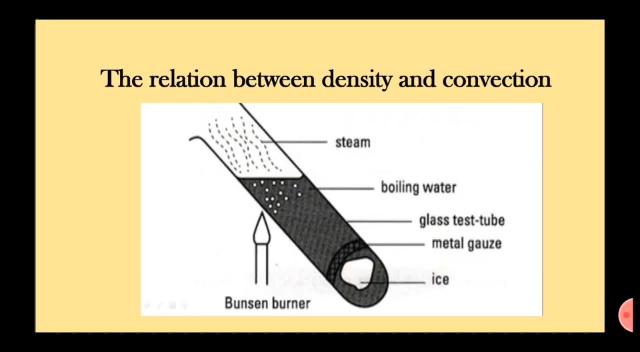 The relation between density and convection
steam
boiling water
glass test-tube
metal gauze
ice
Bunsen burner